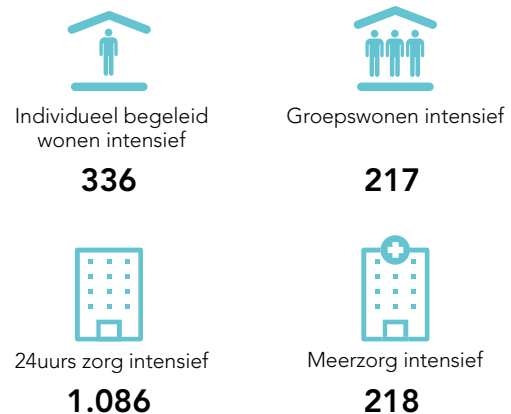 Individueel begeleid
wonen intensief
336
Groepswonen intensief
217
24uurs zorg intensief
1.086
Meerzorg intensief
218